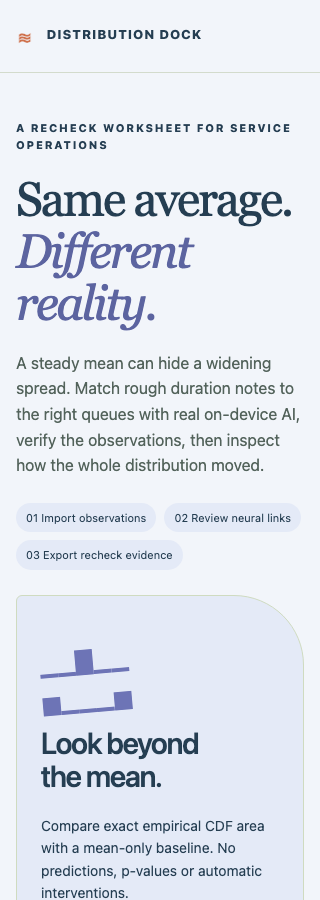 DISTRIBUTION DOCK
A RECHECK WORKSHEET FOR SERVICE
OPERATIONS
Same average.
Different
reality.
A steady mean can hide a widening
spread. Match rough duration notes to
the right queues with real on-device AI,
verify the observations, then inspect
how the whole distribution moved.
01 Import observations
02 Review neural links
03 Export recheck evidence
Look beyond
the mean.
Compare exact empirical CDF area
with a mean-only baseline. No
predictions, p-values or automatic
interventions.